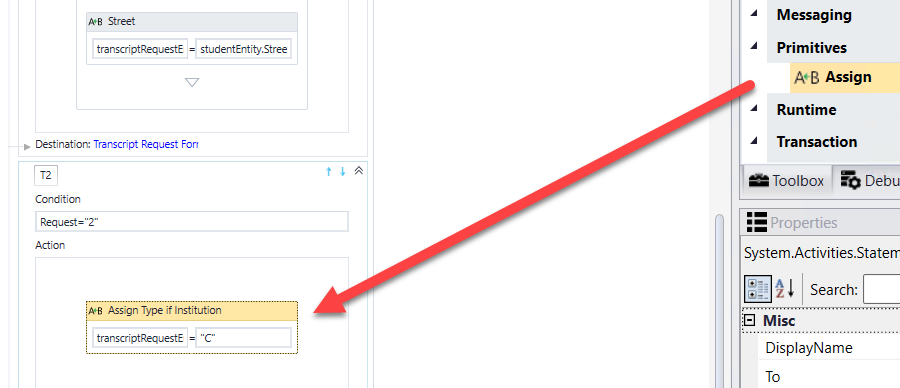 A+B Street
transcriptRequestE = studentEntity.Stree
Destination: Transcript Request Forr
T2
Condition
Request="2"
Action
A+B Assign Type if Institution
transcriptRequestE = "C"
Messaging
Primitives
A+B Assign
Runtime
Transaction
Toolbox Debu
Properties
System.Activities.Statem
A Z Search:
Misc
DisplayName
To